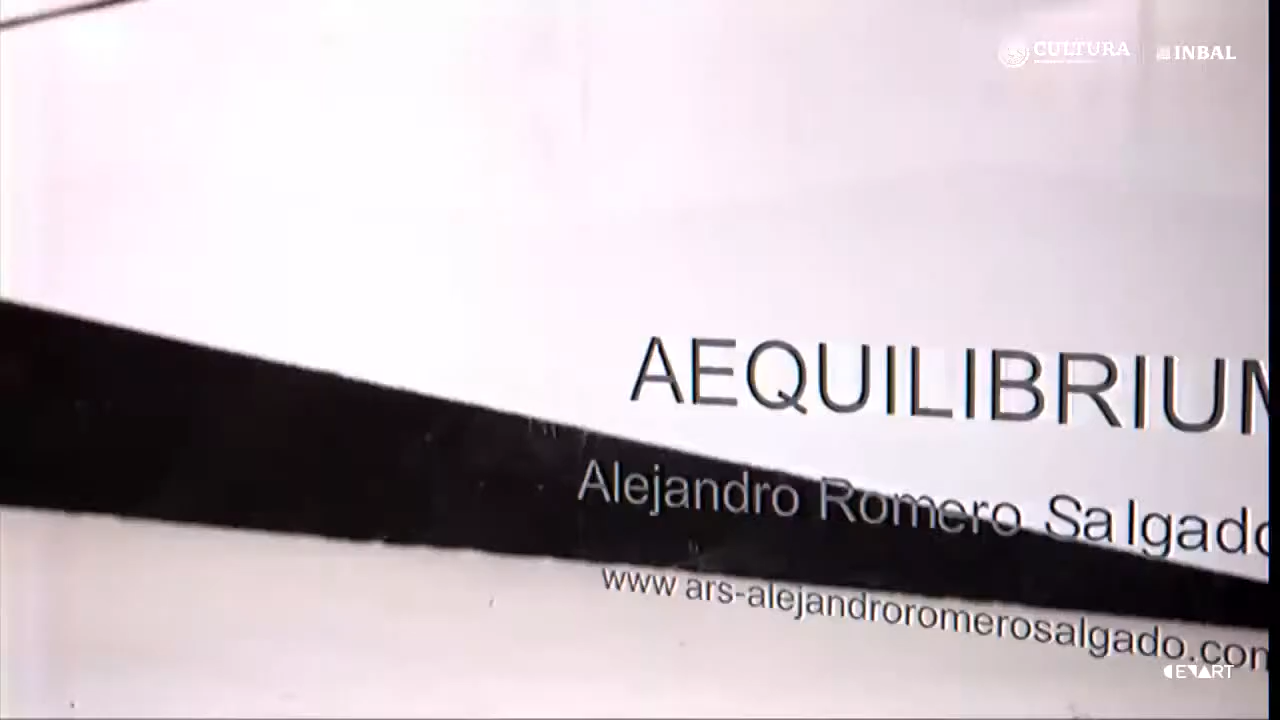 CULTURA
INBAL
AEQUILIBRIUM
Alejandro Romero Salgado
www ars-alejandroromerosalgado.com
CENART